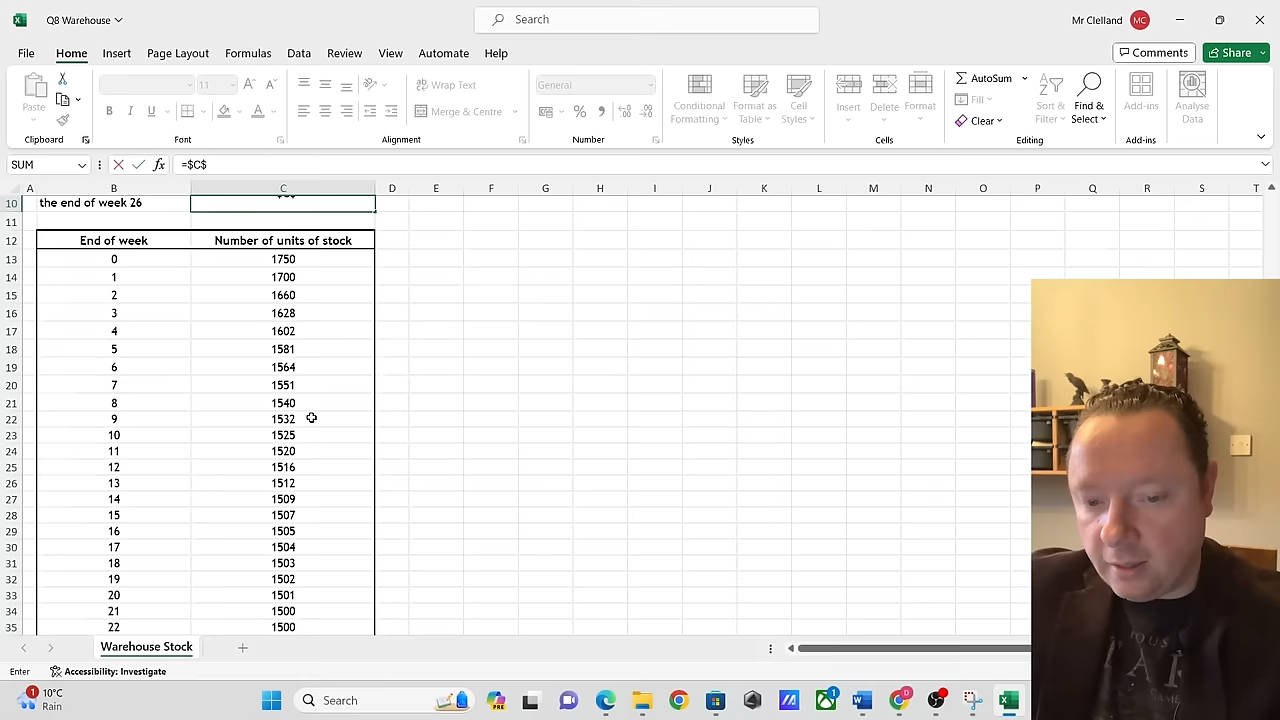 Q8 Warehouse
Search
Mr Clelland MC
File Home Insert Page Layout Formulas Data Review View Automate Help
Comments Share
Paste
Clipboard
11 A A
B I U
Font
Wrap Text
Merge & Centre
Alignment
General
%
Number
Conditional Formatting
Format as Table
Cell Styles
Styles
Insert Delete Format
Cells
AutoSum
Fill
Clear
Sort & Filter
Find & Select
Editing
Add-ins
Add-ins
Analyse Data
SUM fx =$C$
A B C D E F G H I J K L M N O P Q R S T
10 the end of week 26
11
12 End of week Number of units of stock
13 0 1750
14 1 1700
15 2 1660
16 3 1628
17 4 1602
18 5 1581
19 6 1564
20 7 1551
21 8 1540
22 9 1532
23 10 1525
24 11 1520
25 12 1516
26 13 1512
27 14 1509
28 15 1507
29 16 1505
30 17 1504
31 18 1503
32 19 1502
33 20 1501
34 21 1500
35 22 1500
Warehouse Stock
Enter Accessibility: Investigate
1 10°C
Rain
Search